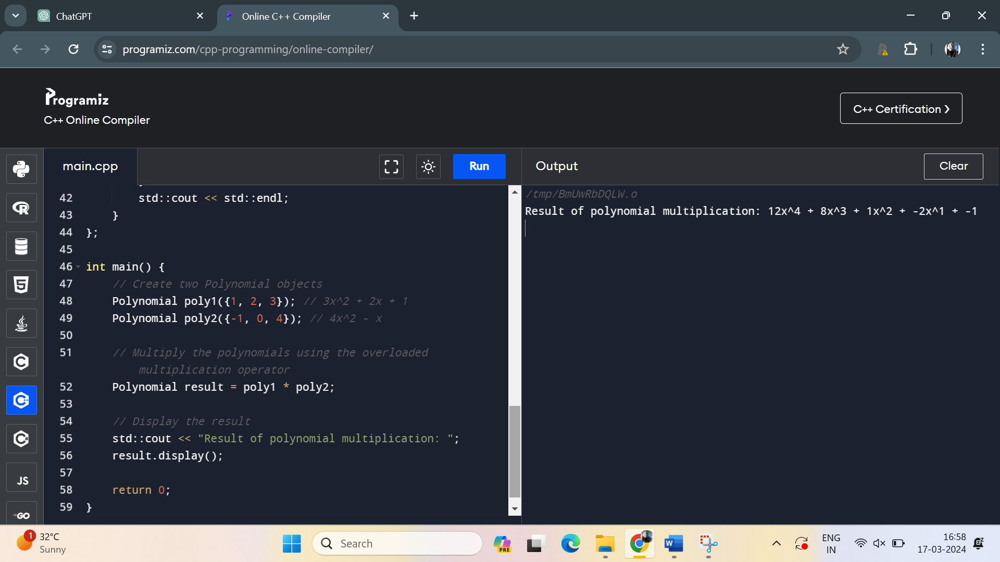 ChatGPT
Online C++ Compiler
programiz.com/cpp-programming/online-compiler/
Programiz
C++ Online Compiler
C++ Certification ❯
main.cpp
Run
Output
Clear
42 std::cout << std::endl;
43 }
44 };
45
46 int main() {
47 // Create two Polynomial objects
48 Polynomial poly1({1, 2, 3}); // 3x^2 + 2x + 1
49 Polynomial poly2({-1, 0, 4}); // 4x^2 - x
50
51 // Multiply the polynomials using the overloaded
multiplication operator
52 Polynomial result = poly1 * poly2;
53
54 // Display the result
55 std::cout << "Result of polynomial multiplication: ";
56 result.display();
57
58 return 0;
59 }
/tmp/BmUwRbDQLW.o
Result of polynomial multiplication: 12x^4 + 8x^3 + 1x^2 + -2x^1 + -1
R
5
C
C
C
JS
GO
1
32°C
Sunny
Search
PRE
W
ENG
IN
16:58
17-03-2024